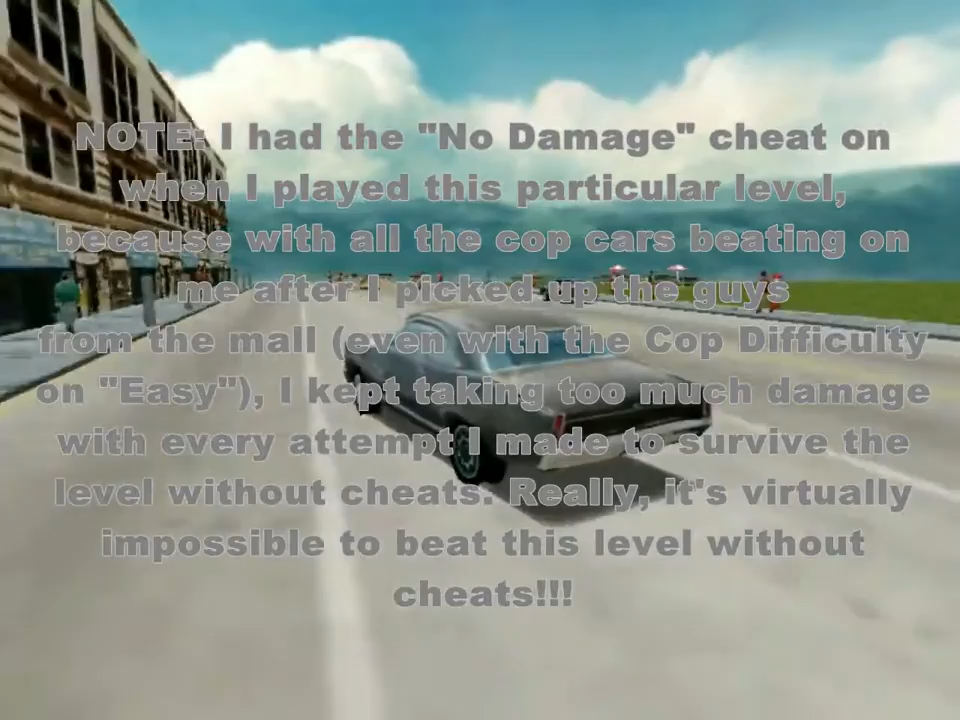 NOTE: I had the "No Damage" cheat on
when I played this particular level,
because with all the cop cars beating on
me after I picked up the guys
from the mall (even with the Cop Difficulty
on "Easy"), I kept taking too much damage
with every attempt I made to survive the
level without cheats. Really, it's virtually
impossible to beat this level without
cheats!!!